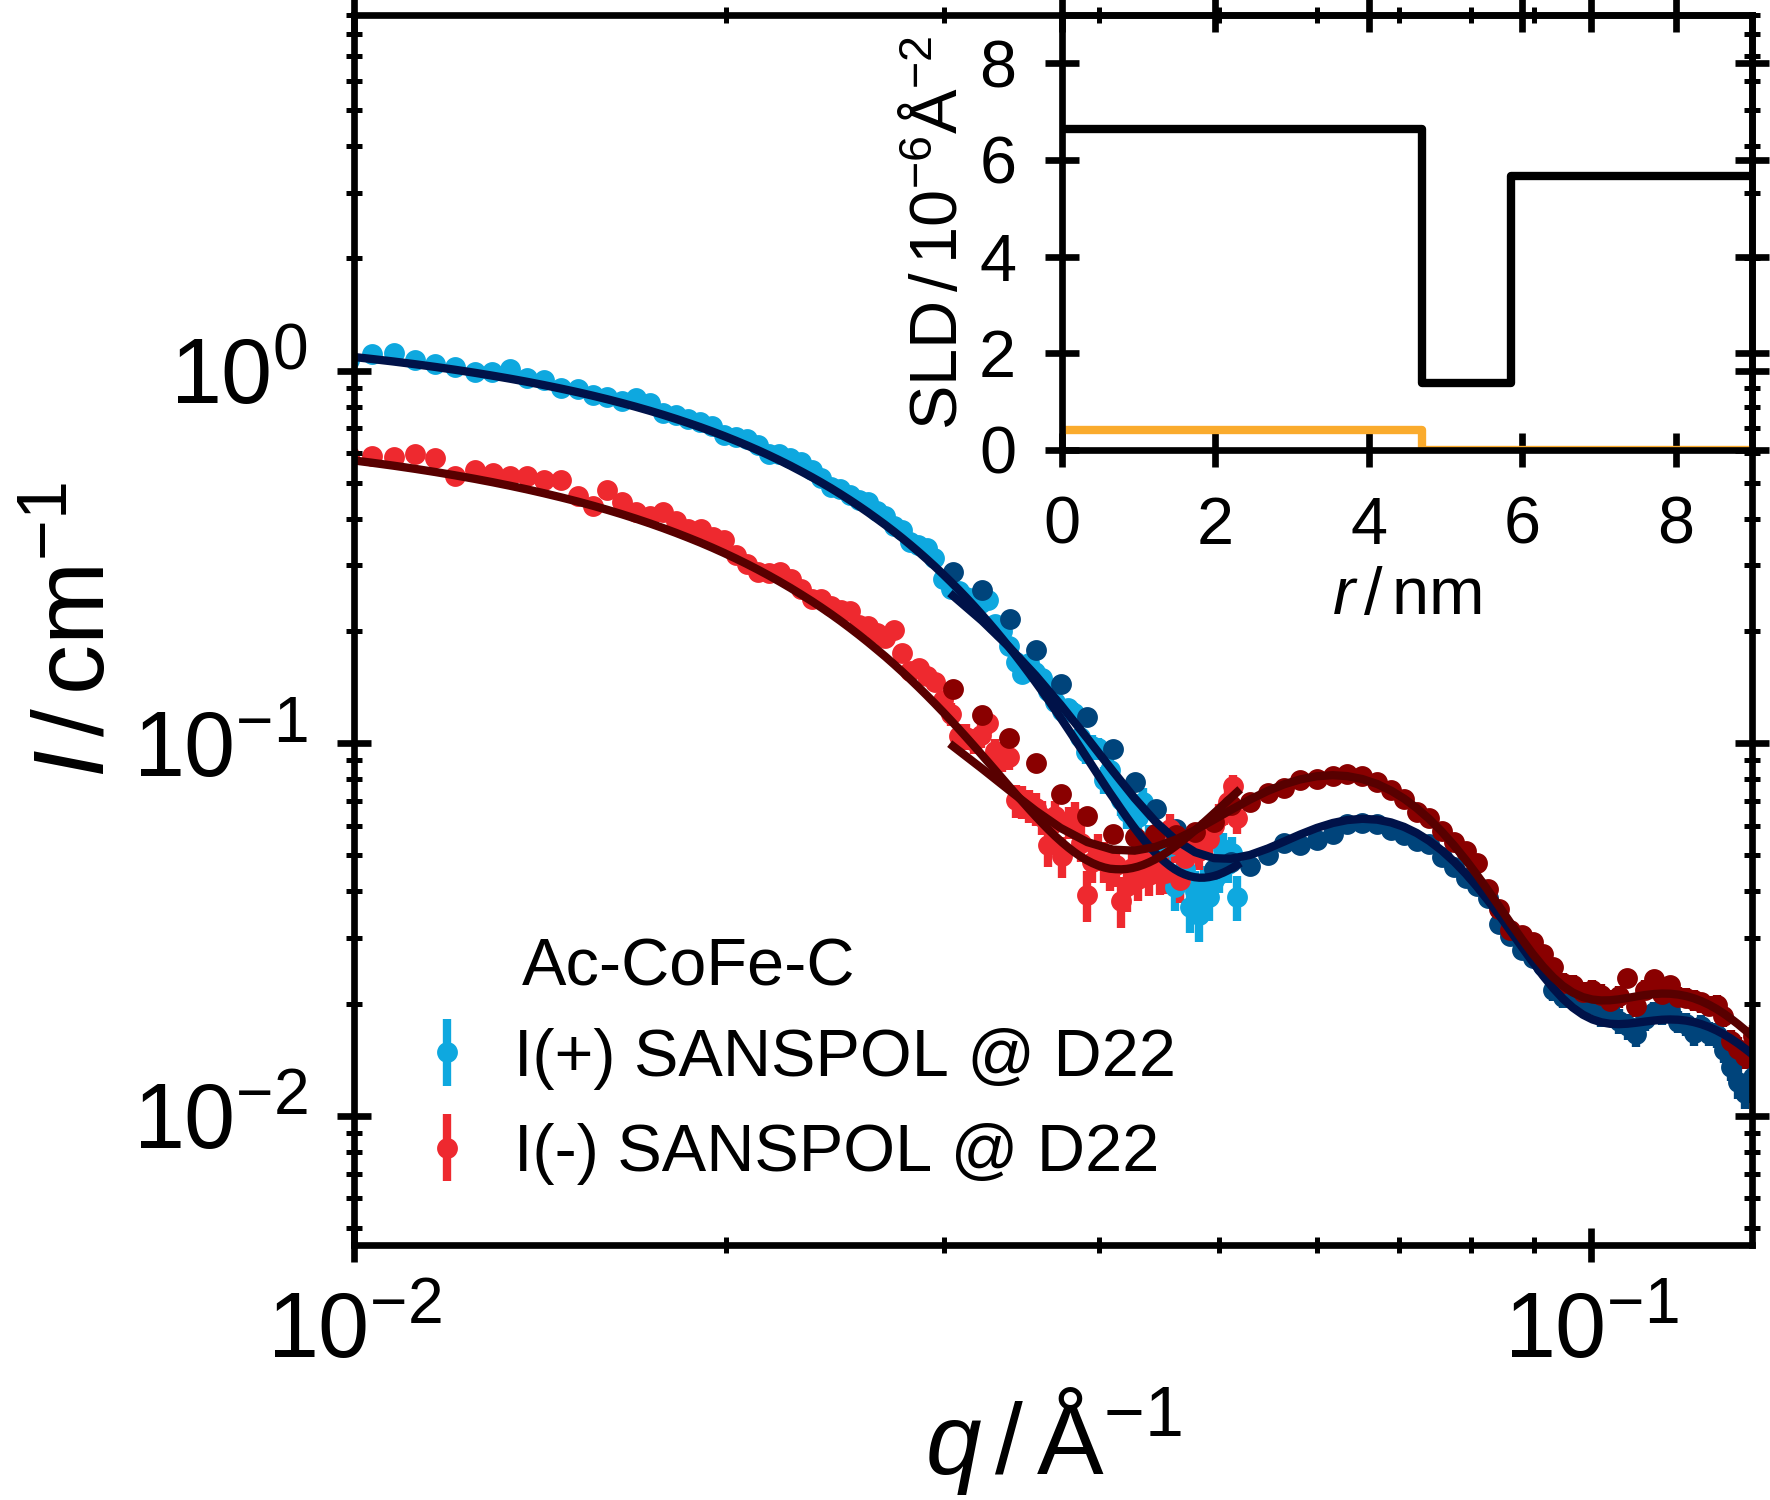 8
6
4
2
0
SLD / 10⁻⁶Å⁻²
0 2 4 6 8
r / nm
10⁰
10⁻¹
10⁻²
I / cm⁻¹
Ac-CoFe-C
I(+) SANSPOL @ D22
I(-) SANSPOL @ D22
10⁻² 10⁻¹
q / Å⁻¹